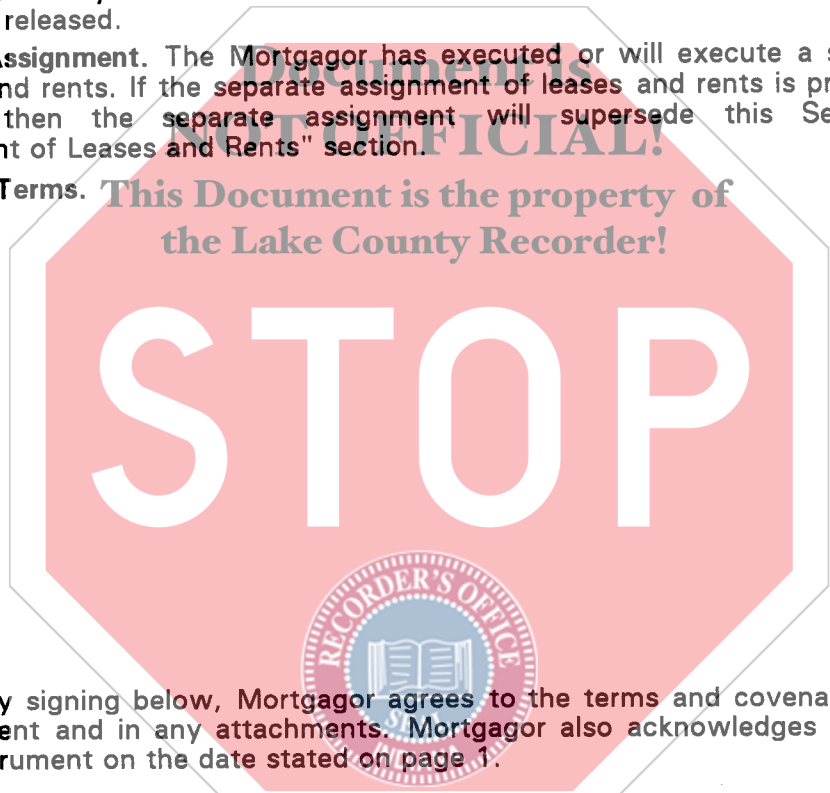 released.
ssignment. The Mortgagor has executed or will execute a s
nd rents. If the separate assignment of leases and rents is pr
then the separate assignment will supersede this Se
nt of Leases and Rents" section.
Terms.
Document is
NOT OFFICIAL!
This Document is the property of
the Lake County Recorder!
STOP
RECORDER'S OFFICE
SEAL
INDIANA
y signing below, Mortgagor agrees to the terms and covena
ent and in any attachments. Mortgagor also acknowledges
rument on the date stated on page 1.